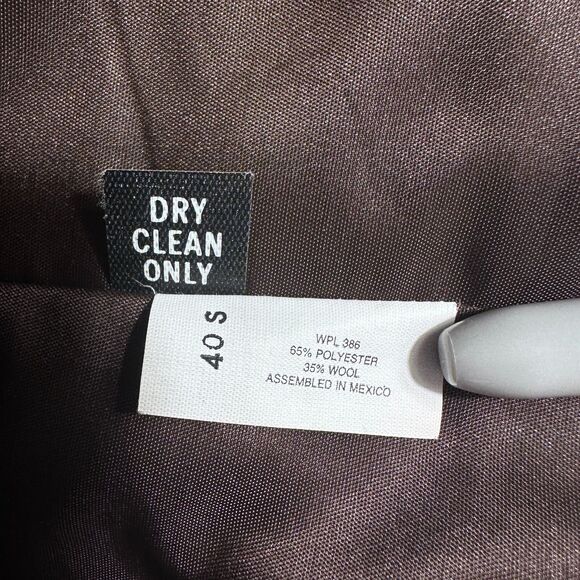 DRY
CLEAN
ONLY
40 S
WPL 386
65% POLYESTER
35% WOOL
ASSEMBLED IN MEXICO